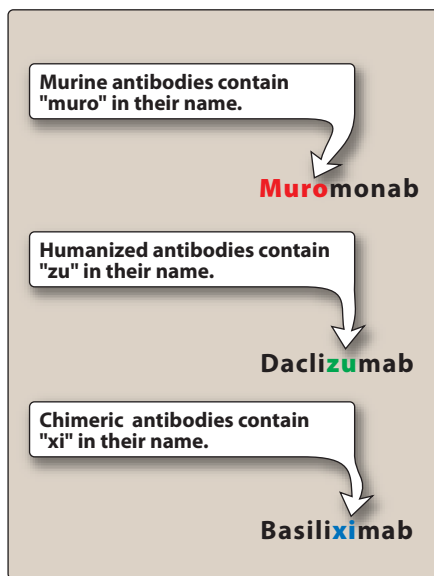 Murine antibodies contain
"muro" in their name.
Muromonab
Humanized antibodies contain
"zu" in their name.
Daclizumab
Chimeric antibodies contain
"xi" in their name.
Basiliximab